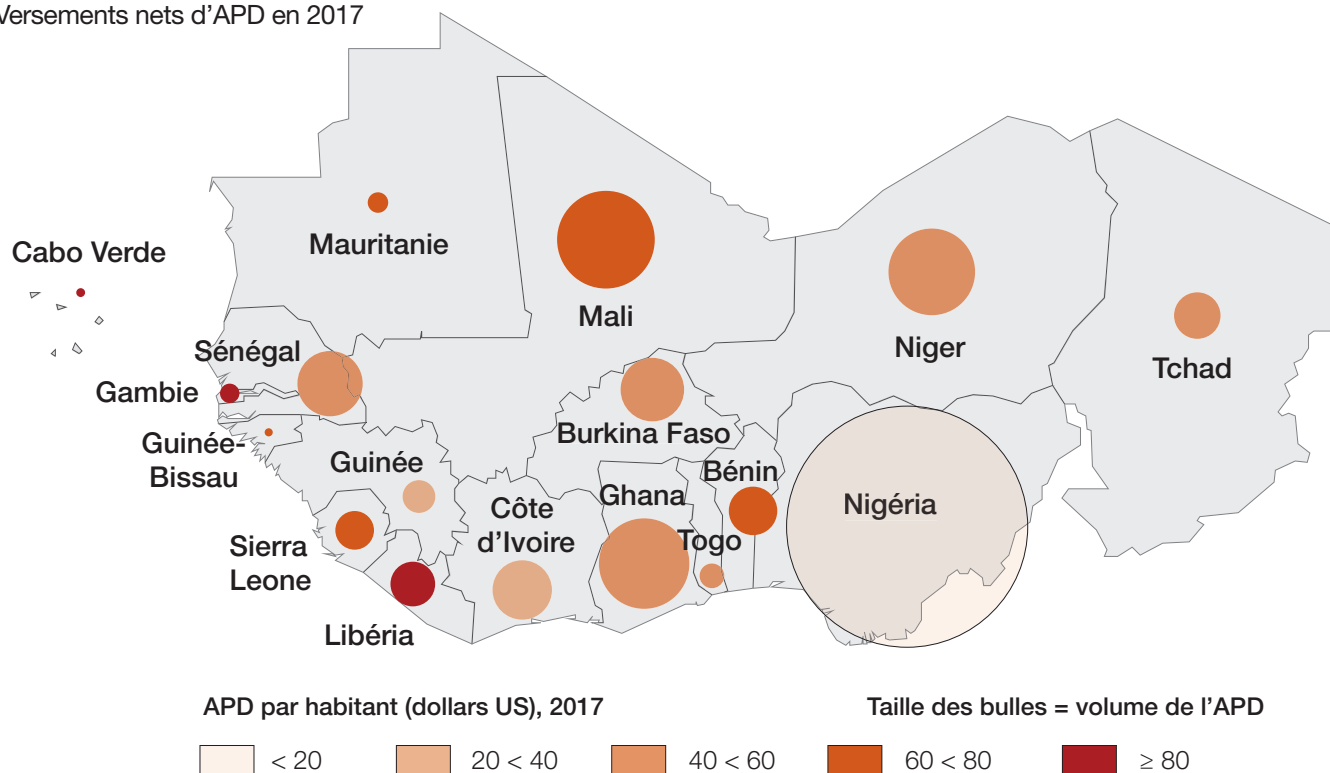 Versements nets d'APD en 2017
Cabo Verde
Mauritanie
Mali
Niger
Tchad
Sénégal
Gambie
Guinée-
Bissau
Guinée
Burkina Faso
Bénin
Ghana
Togo
Nigéria
Côte
d'Ivoire
Sierra
Leone
Libéria
APD par habitant (dollars US), 2017
Taille des bulles = volume de l'APD
< 20
20 < 40
40 < 60
60 < 80
≥ 80